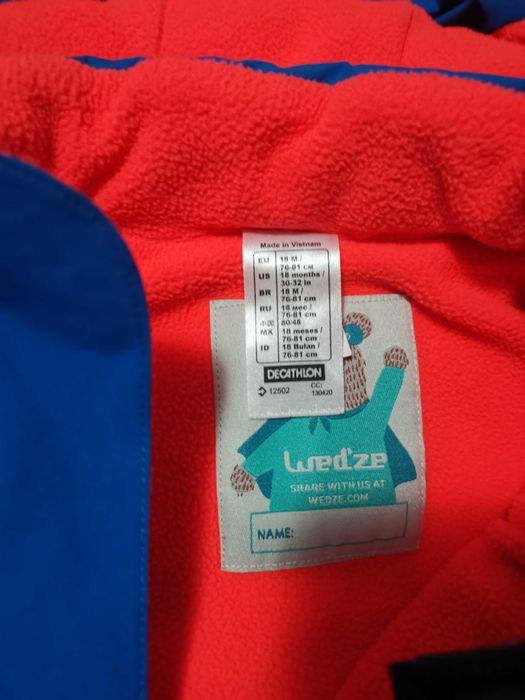 Made in Vietnam
EU 18 M /
76-81 CM
US 18 months /
30-32 in
BR 18 M /
76-81 cm
RU 18 мес /
76-81 cm
中国 80/48
MX 18 meses /
76-81 cm
ID 18 Bulan /
76-81 cm
DECATHLON
12502 CC:
130420
Wed'ze
SHARE WITH US AT
WEDZE.COM
NAME: